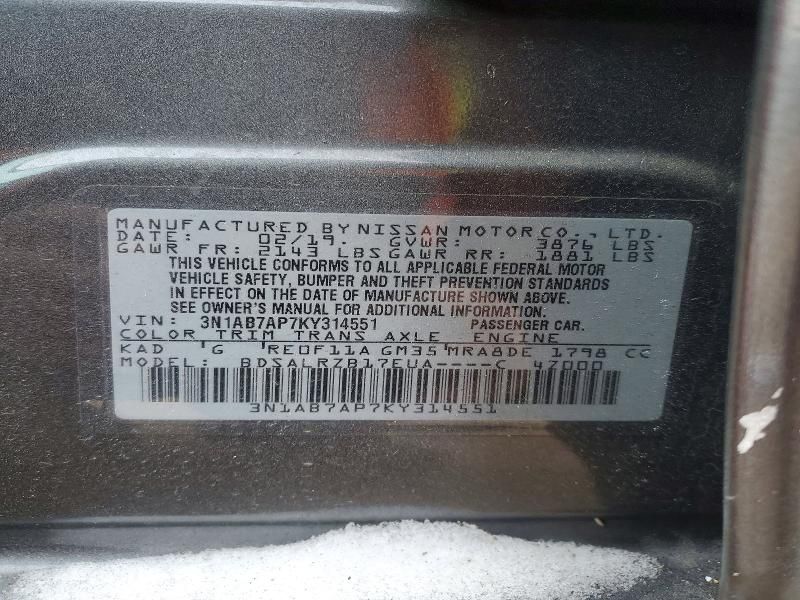 MANUFACTURED BY NISSAN MOTOR CO., LTD.
DATE: 02/19. GVWR: 3876 LBS
GAWR FR: 2143 LBS GAWR RR: 1881 LBS
THIS VEHICLE CONFORMS TO ALL APPLICABLE FEDERAL MOTOR
VEHICLE SAFETY, BUMPER AND THEFT PREVENTION STANDARDS
IN EFFECT ON THE DATE OF MANUFACTURE SHOWN ABOVE.
SEE OWNER'S MANUAL FOR ADDITIONAL INFORMATION.
VIN: 3N1AB7AP7KY314551 PASSENGER CAR.
COLOR TRIM TRANS AXLE ENGINE
KAD G RE0F11A GM35 MRA8DE 1798 CC
MODEL: BDSALRZB17EUA----C 4Z000
3N1AB7AP7KY314551